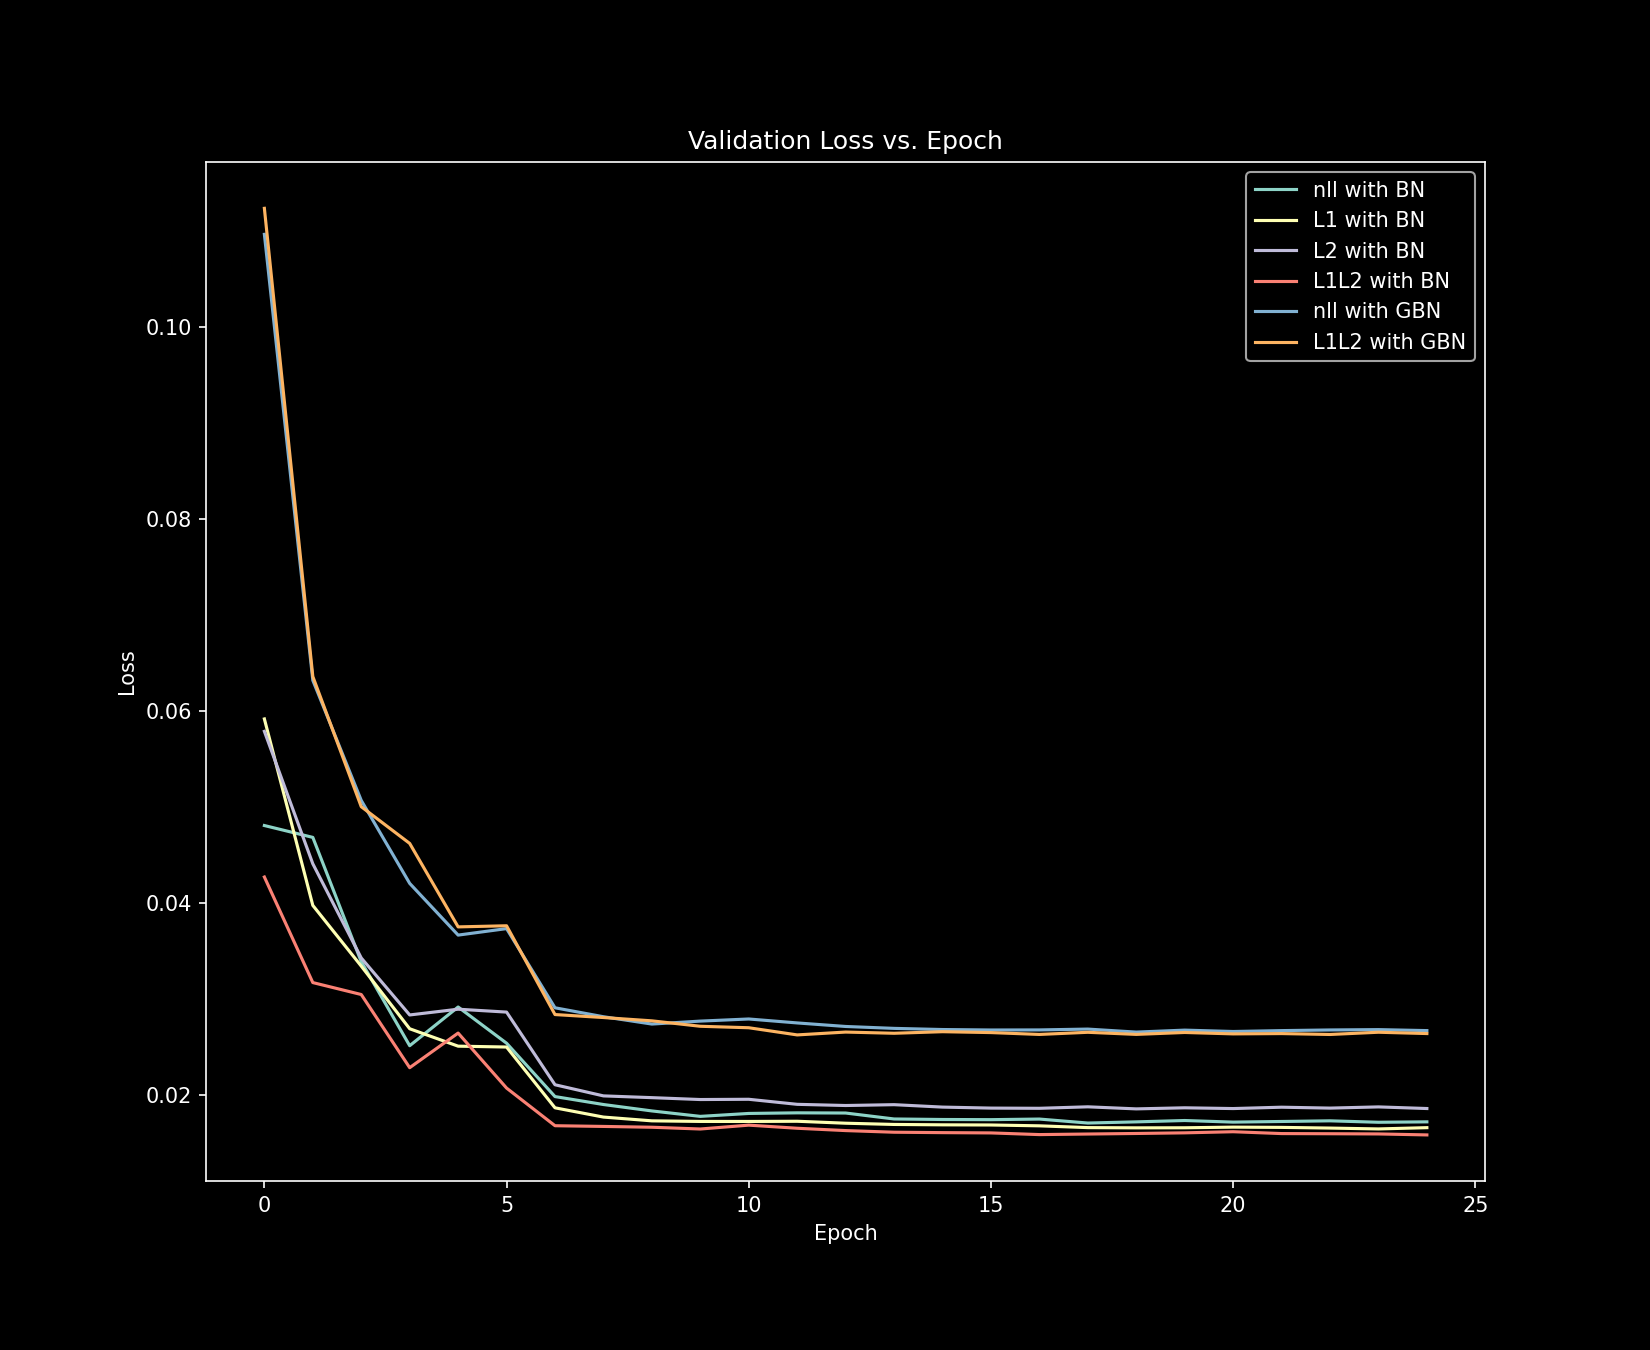 Validation Loss vs. Epoch
nll with BN
L1 with BN
L2 with BN
L1L2 with BN
nll with GBN
L1L2 with GBN
0.10
0.08
0.06
0.04
0.02
Loss
0 5 10 15 20 25
Epoch